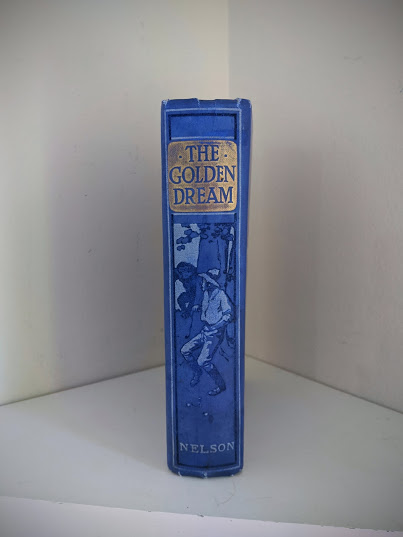 · THE ·
GOLDEN
DREAM
NELSON